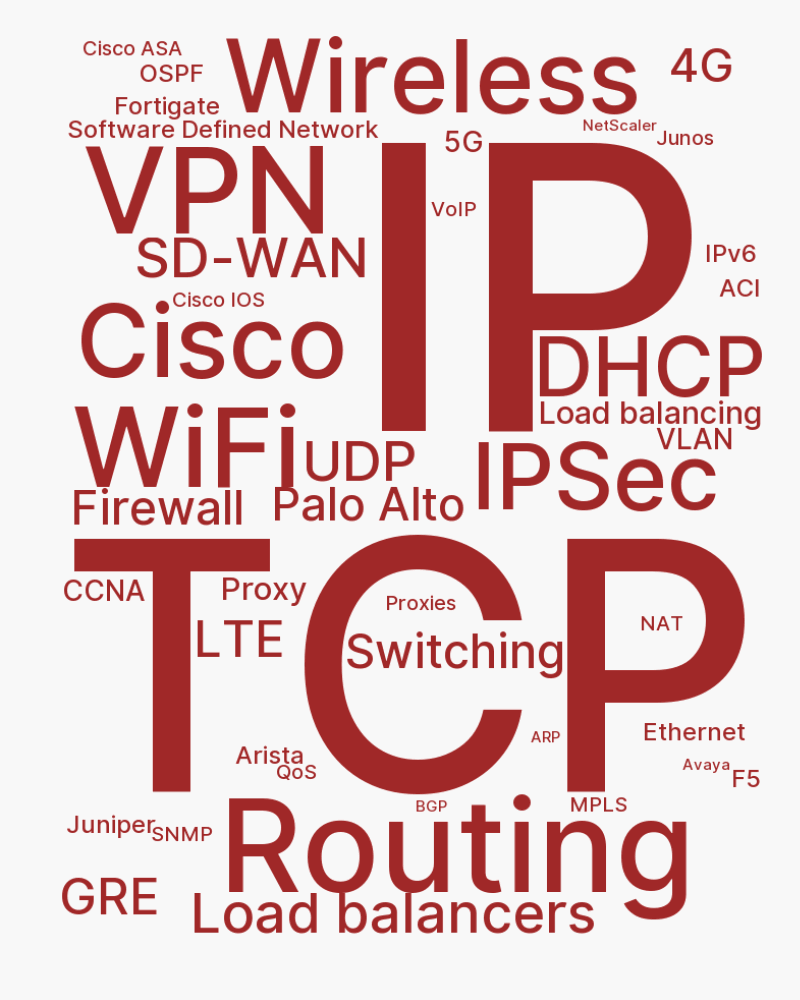 Cisco ASA
OSPF
Wireless
4G
Fortigate
Software Defined Network
NetScaler
Junos
5G
VPN
IP
VoIP
SD-WAN
IPv6
ACI
Cisco IOS
Cisco
DHCP
Load balancing
VLAN
WiFi
UDP
IPSec
Firewall
Palo Alto
TCP
CCNA
Proxy
Proxies
LTE
Switching
NAT
Ethernet
ARP
Arista
QoS
Avaya
F5
BGP
MPLS
Juniper
SNMP
Routing
GRE
Load balancers